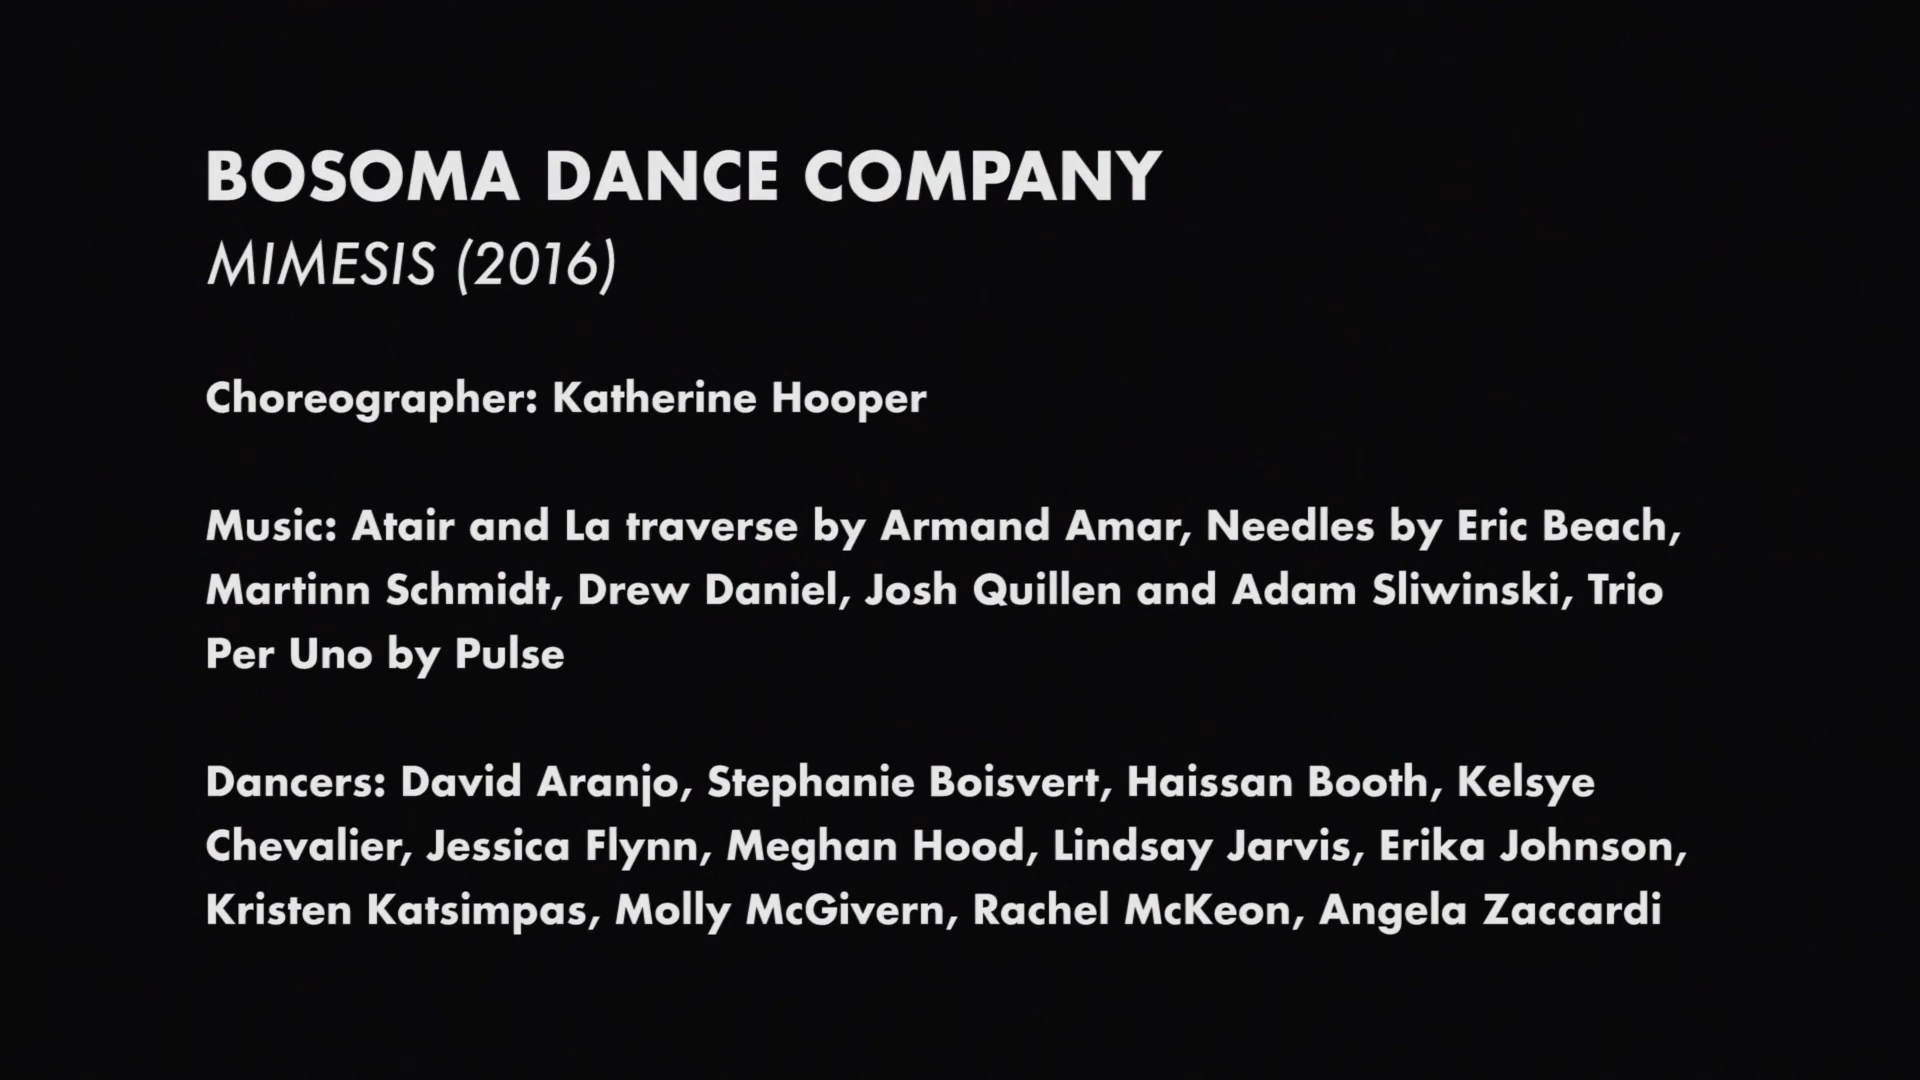 BOSOMA DANCE COMPANY
MIMESIS (2016)
Choreographer: Katherine Hooper
Music: Atair and La traverse by Armand Amar, Needles by Eric Beach,
Martinn Schmidt, Drew Daniel, Josh Quillen and Adam Sliwinski, Trio
Per Uno by Pulse
Dancers: David Aranjo, Stephanie Boisvert, Haissan Booth, Kelsye
Chevalier, Jessica Flynn, Meghan Hood, Lindsay Jarvis, Erika Johnson,
Kristen Katsimpas, Molly McGivern, Rachel McKeon, Angela Zaccardi